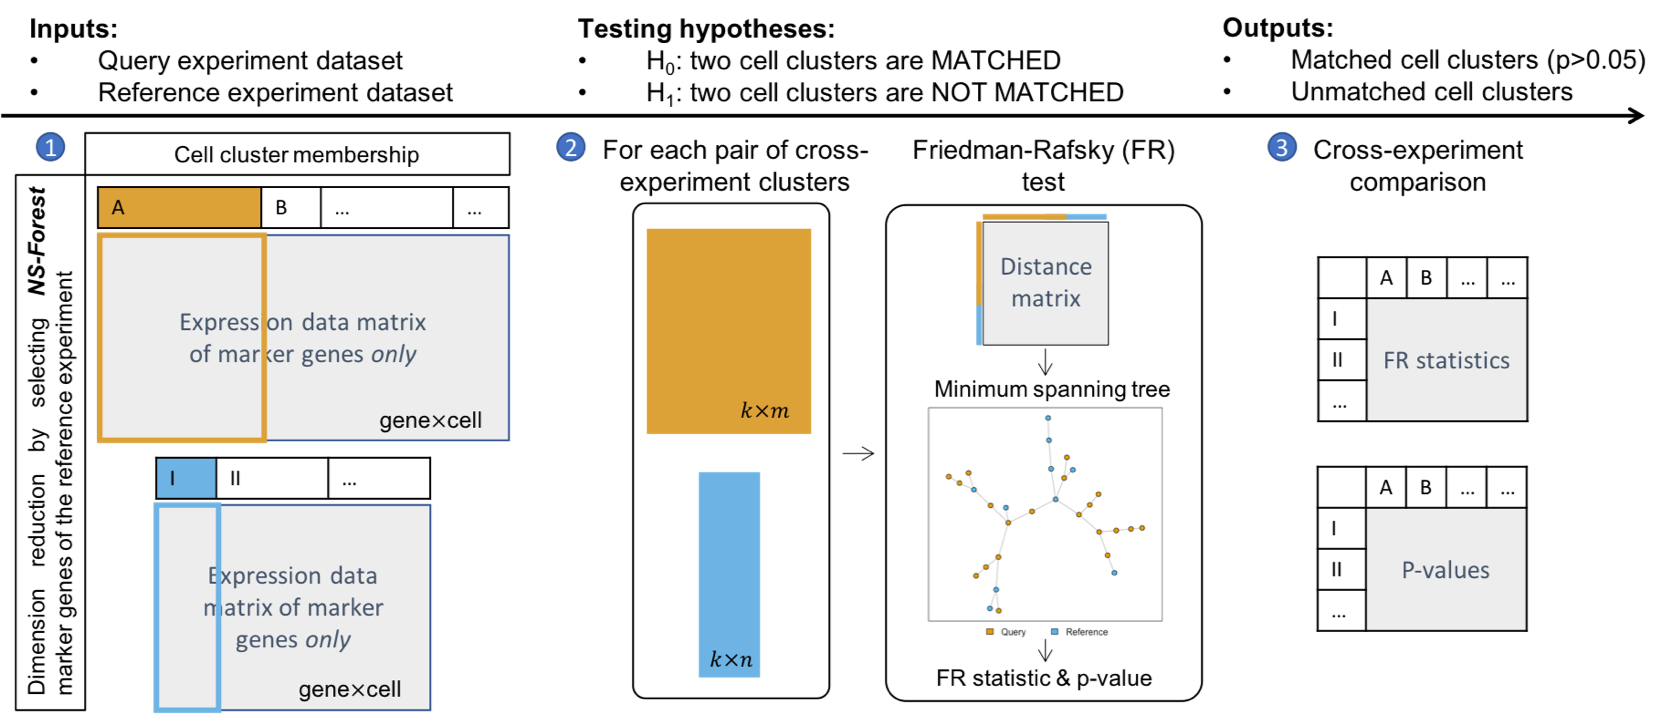 Inputs:
• Query experiment dataset
• Reference experiment dataset
Testing hypotheses:
• H₀: two cell clusters are MATCHED
• H₁: two cell clusters are NOT MATCHED
Outputs:
• Matched cell clusters (p>0.05)
• Unmatched cell clusters
1
Dimension reduction by selecting NS-Forest
marker genes of the reference experiment
Cell cluster membership
A B ... ...
Expression data matrix
of marker genes only
gene×cell
I II ...
Expression data
matrix of marker
genes only
gene×cell
2
For each pair of cross-
experiment clusters
k×m
k×n
Friedman-Rafsky (FR)
test
Distance
matrix
Minimum spanning tree
Query Reference
FR statistic & p-value
3
Cross-experiment
comparison
A B ... ...
I
II
...
FR statistics
A B ... ...
I
II
...
P-values